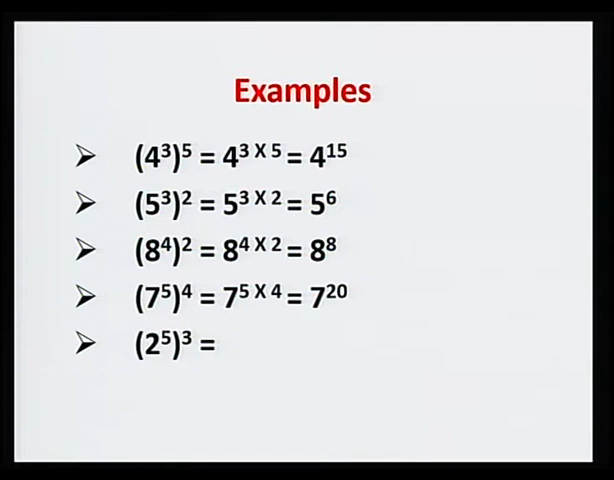 Examples
➢ (4³)⁵ = 4³ ˣ ⁵ = 4¹⁵
➢ (5³)² = 5³ ˣ ² = 5⁶
➢ (8⁴)² = 8⁴ ˣ ² = 8⁸
➢ (7⁵)⁴ = 7⁵ ˣ ⁴ = 7²⁰
➢ (2⁵)³ =